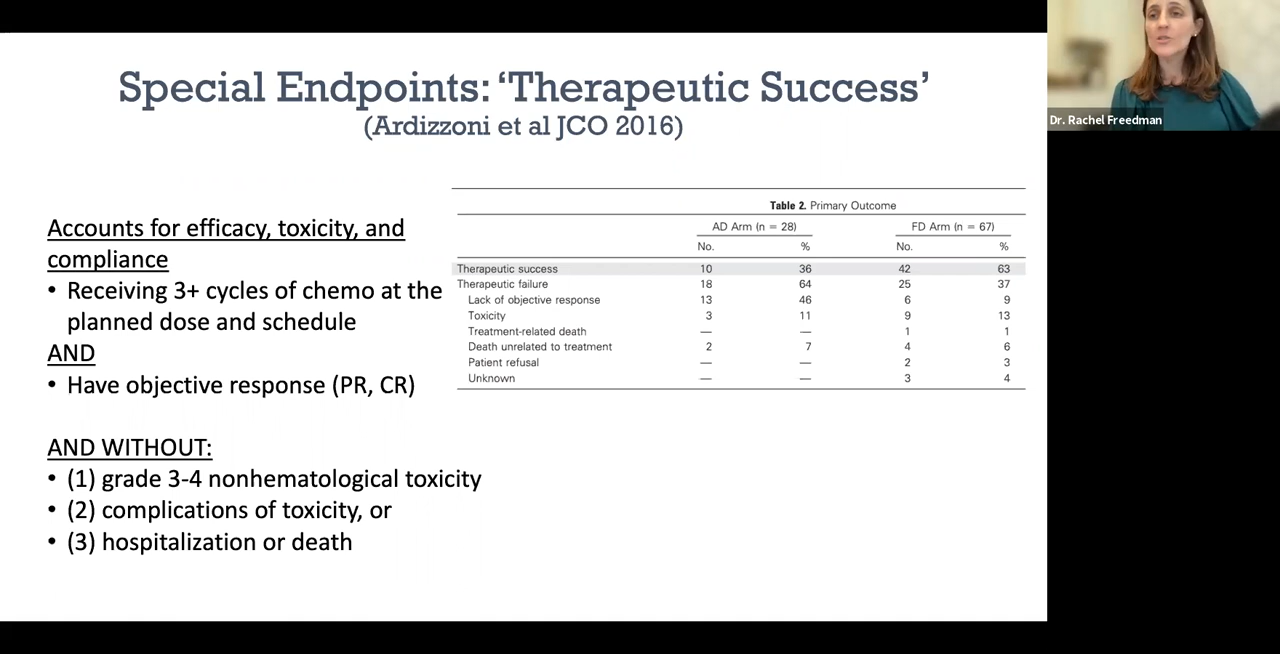 Special Endpoints: ‘Therapeutic Success’
(Ardizzoni et al JCO 2016)
Accounts for efficacy, toxicity, and
compliance
• Receiving 3+ cycles of chemo at the
planned dose and schedule
AND
• Have objective response (PR, CR)
AND WITHOUT:
• (1) grade 3-4 nonhematological toxicity
• (2) complications of toxicity, or
• (3) hospitalization or death
Table 2. Primary Outcome
AD Arm (n = 28) FD Arm (n = 67)
No. % No. %
Therapeutic success 10 36 42 63
Therapeutic failure 18 64 25 37
Lack of objective response 13 46 6 9
Toxicity 3 11 9 13
Treatment-related death — — 1 1
Death unrelated to treatment 2 7 4 6
Patient refusal — — 2 3
Unknown — — 3 4
Dr. Rachel Freedman